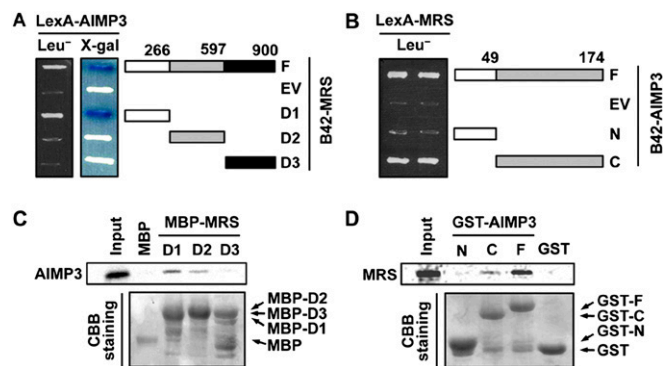 A
LexA-AIMP3
Leu⁻ X-gal
266 597 900
F
EV
D1
D2
D3
B42-MRS
B
LexA-MRS
Leu⁻
49 174
F
EV
N
C
B42-AIMP3
C
Input
MBP
MBP-MRS
D1 D2 D3
AIMP3
CBB
staining
MBP-D2
MBP-D3
MBP-D1
MBP
D
Input
GST-AIMP3
N C F GST
MRS
CBB
staining
GST-F
GST-C
GST-N
GST